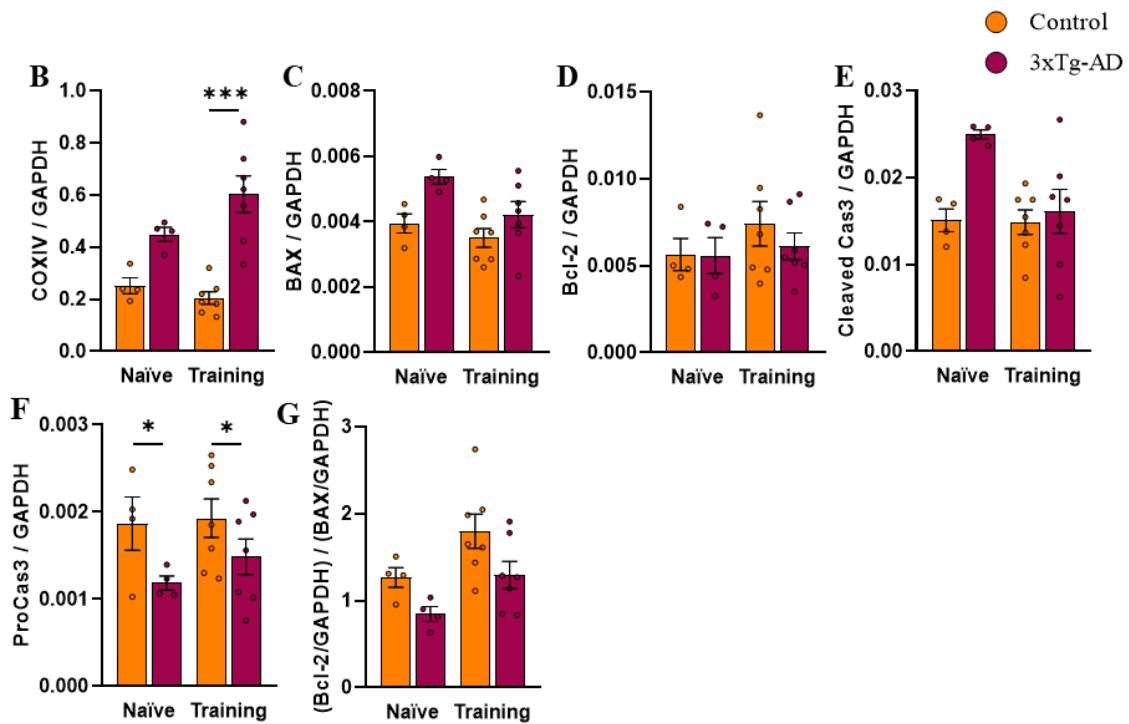 Control
3xTg-AD
B
COXIV / GAPDH
1.0
0.8
0.6
0.4
0.2
0.0
***
Naïve Training
C
BAX / GAPDH
0.008
0.006
0.004
0.002
0.000
Naïve Training
D
Bcl-2 / GAPDH
0.015
0.010
0.005
0.000
Naïve Training
E
Cleaved Cas3 / GAPDH
0.03
0.02
0.01
0.00
Naïve Training
F
ProCas3 / GAPDH
0.003
0.002
0.001
0.000
* *
Naïve Training
G
(Bcl-2/GAPDH) / (BAX/GAPDH)
3
2
1
0
Naïve Training